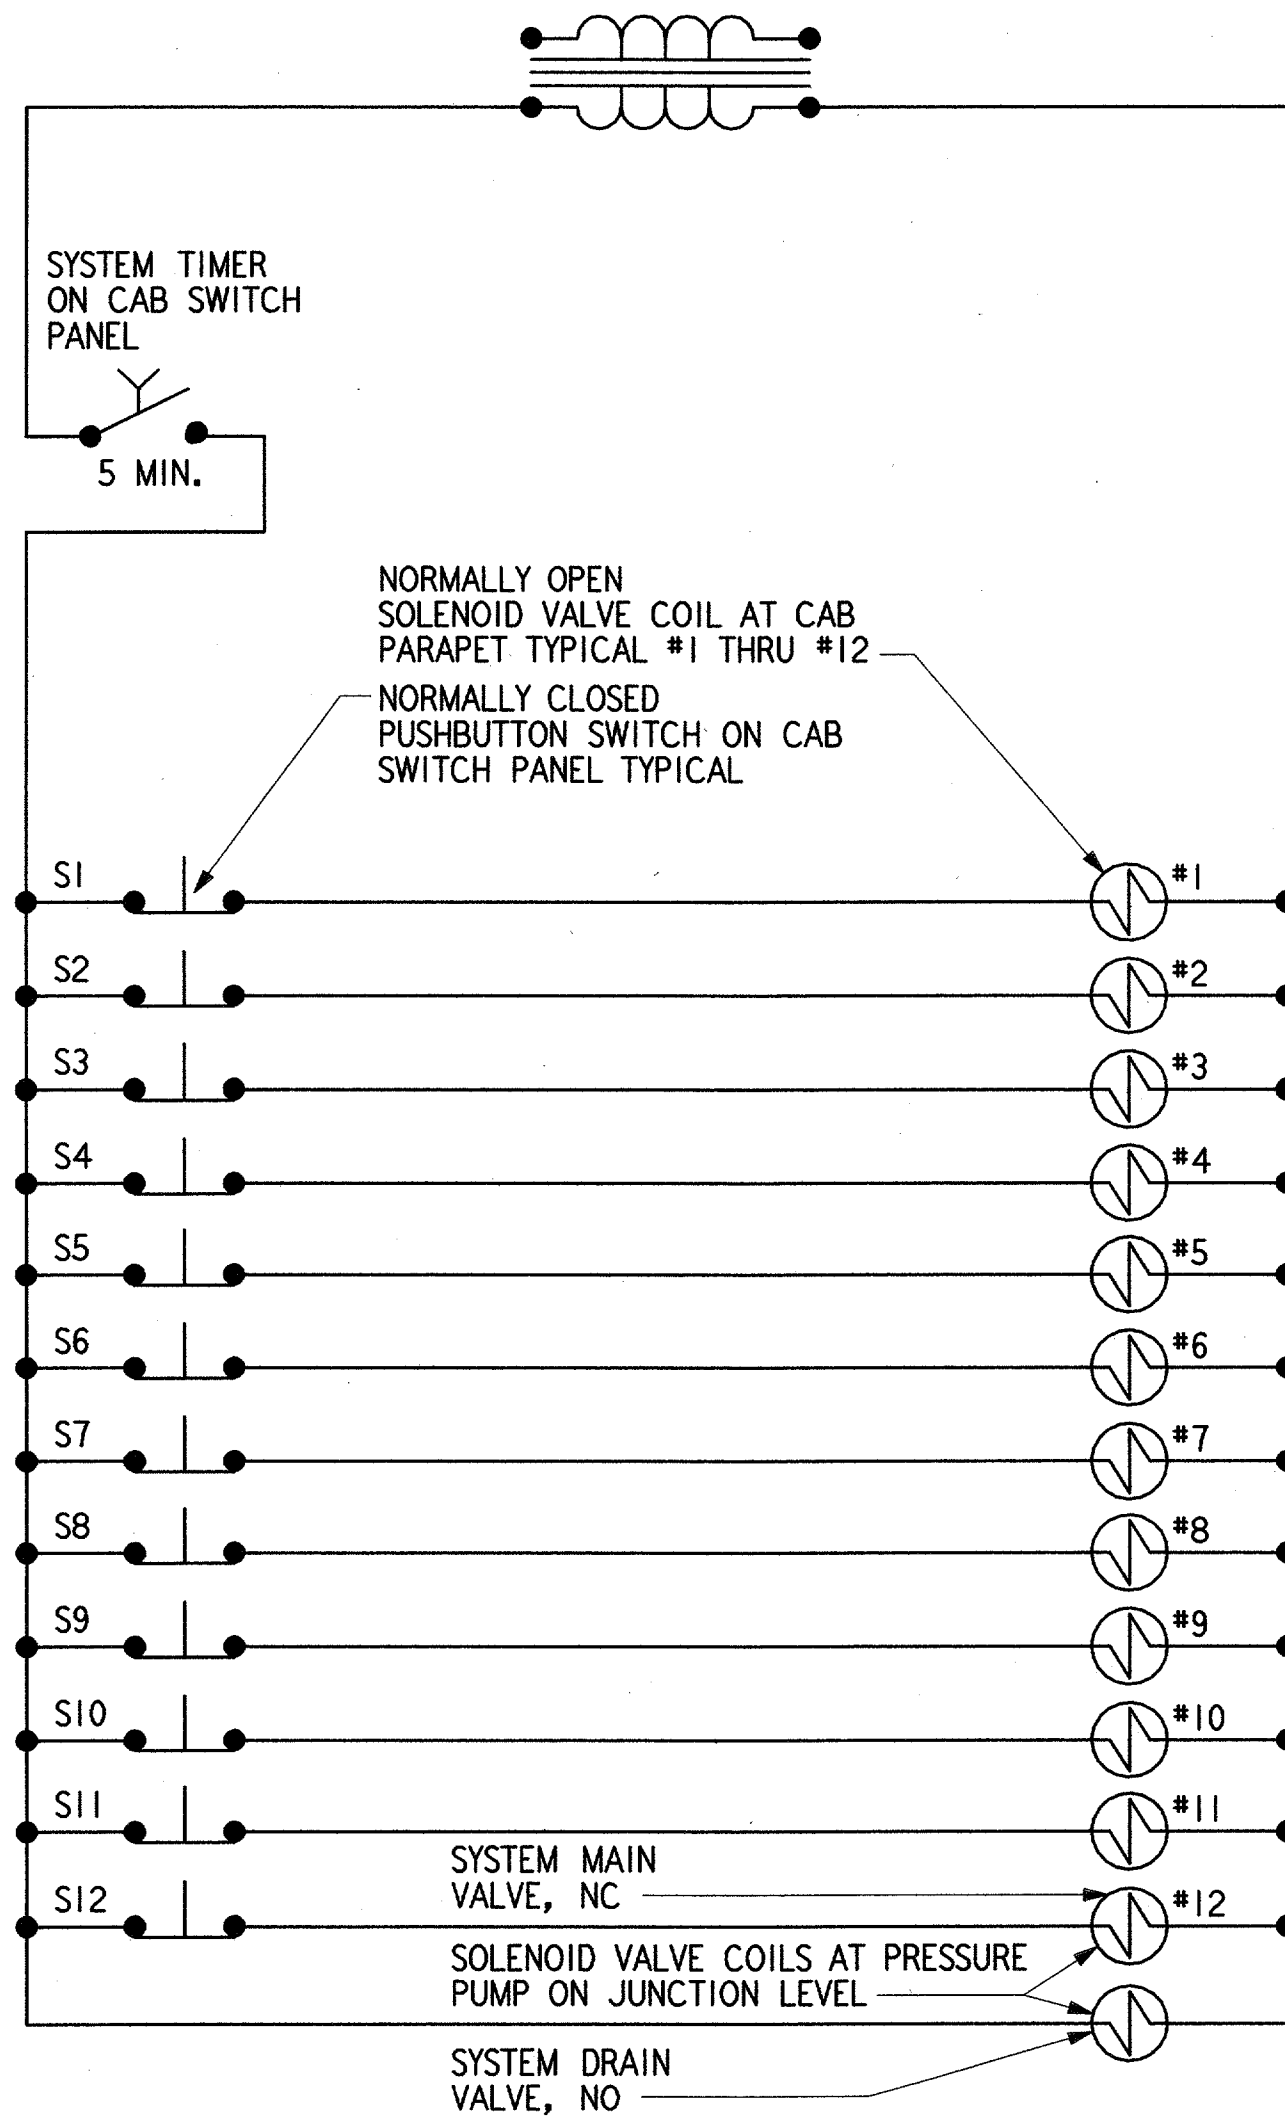 SYSTEM TIMER
ON CAB SWITCH
PANEL
5 MIN.
NORMALLY OPEN
SOLENOID VALVE COIL AT CAB
PARAPET TYPICAL #1 THRU #12
NORMALLY CLOSED
PUSHBUTTON SWITCH ON CAB
SWITCH PANEL TYPICAL
S1 #1
S2 #2
S3 #3
S4 #4
S5 #5
S6 #6
S7 #7
S8 #8
S9 #9
S10 #10
S11 #11
SYSTEM MAIN
VALVE, NC
S12 #12
SOLENOID VALVE COILS AT PRESSURE
PUMP ON JUNCTION LEVEL
SYSTEM DRAIN
VALVE, NO